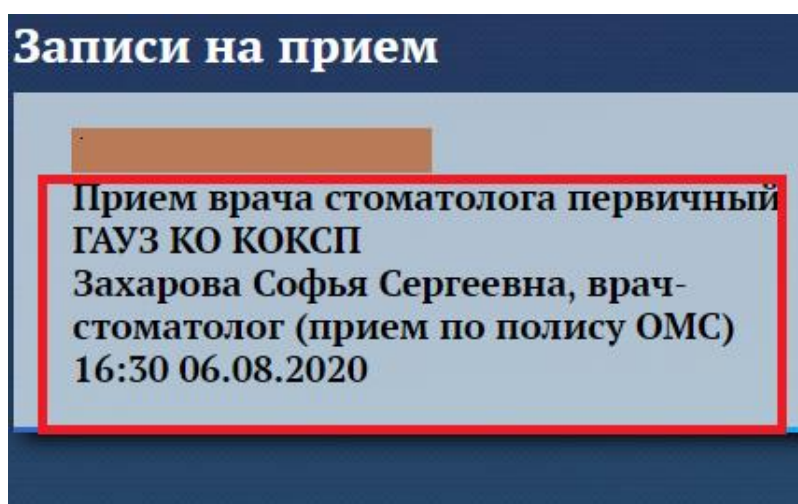 Записи на прием
Прием врача стоматолога первичный
ГАУЗ КО КОКСП
Захарова Софья Сергеевна, врач-
стоматолог (прием по полису ОМС)
16:30 06.08.2020